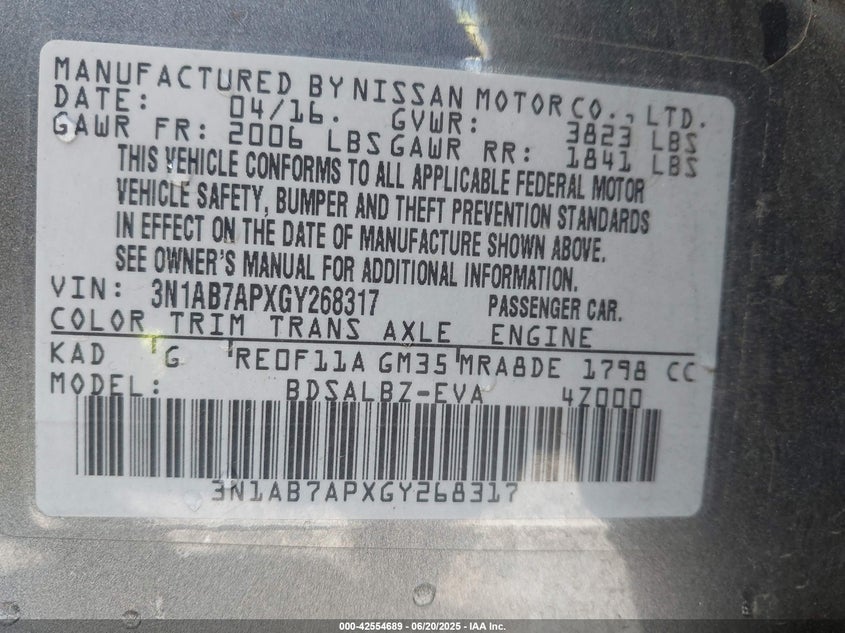 MANUFACTURED BY NISSAN MOTOR CO., LTD.
DATE: 04/16. GVWR: 3823 LBS
GAWR FR: 2006 LBS GAWR RR: 1841 LBS
THIS VEHICLE CONFORMS TO ALL APPLICABLE FEDERAL MOTOR
VEHICLE SAFETY, BUMPER AND THEFT PREVENTION STANDARDS
IN EFFECT ON THE DATE OF MANUFACTURE SHOWN ABOVE.
SEE OWNER'S MANUAL FOR ADDITIONAL INFORMATION.
VIN: 3N1AB7APXGY268317 PASSENGER CAR.
COLOR TRIM TRANS AXLE ENGINE
KAD G RE0F11A GM35 MRA8DE 1798 CC
MODEL: BDSALBZ-EVA 4Z000
3N1AB7APXGY268317
000-42554689 | 06/20/2025 - IAA Inc.